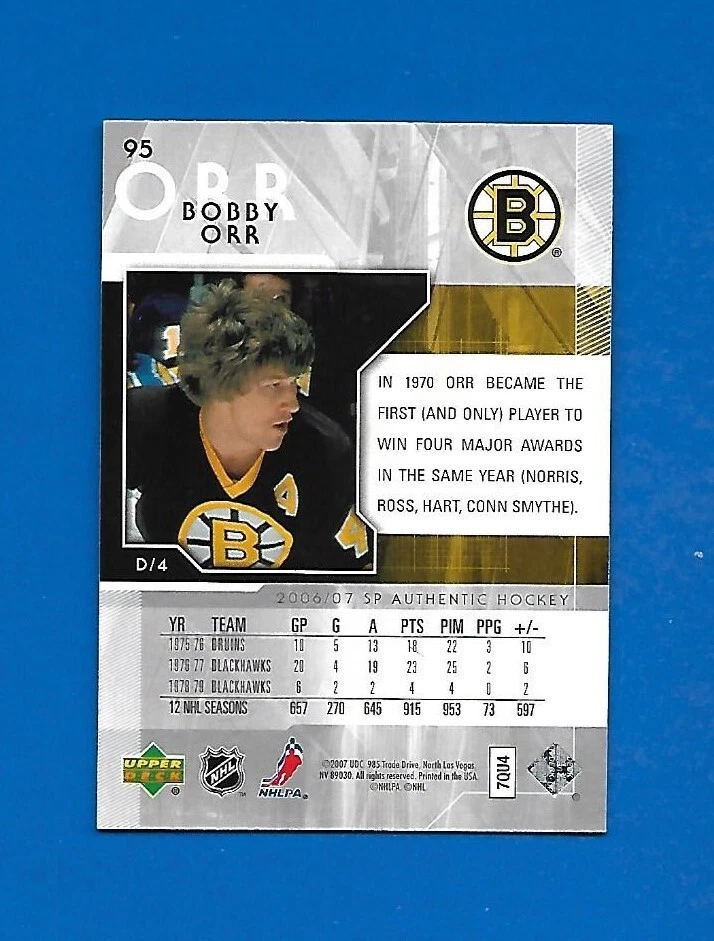 95
ORR
BOBBY
ORR
B
®
IN 1970 ORR BECAME THE
FIRST (AND ONLY) PLAYER TO
WIN FOUR MAJOR AWARDS
IN THE SAME YEAR (NORRIS,
ROSS, HART, CONN SMYTHE).
4
B
4
D/4
2006/07 SP AUTHENTIC HOCKEY
YR TEAM GP G A PTS PIM PPG +/-
1975-76 BRUINS 10 5 13 18 22 3 10
1976-77 BLACKHAWKS 20 4 19 23 25 2 6
1978-79 BLACKHAWKS 6 2 2 4 4 0 2
12 NHL SEASONS 657 270 645 915 953 73 597
UPPER
DECK
®
NHL
TM
NHLPA®
©2007 UDC. 985 Trade Drive, North Las Vegas,
NV 89030. All rights reserved. Printed in the USA.
©NHLPA. ©NHL
7QU4
®